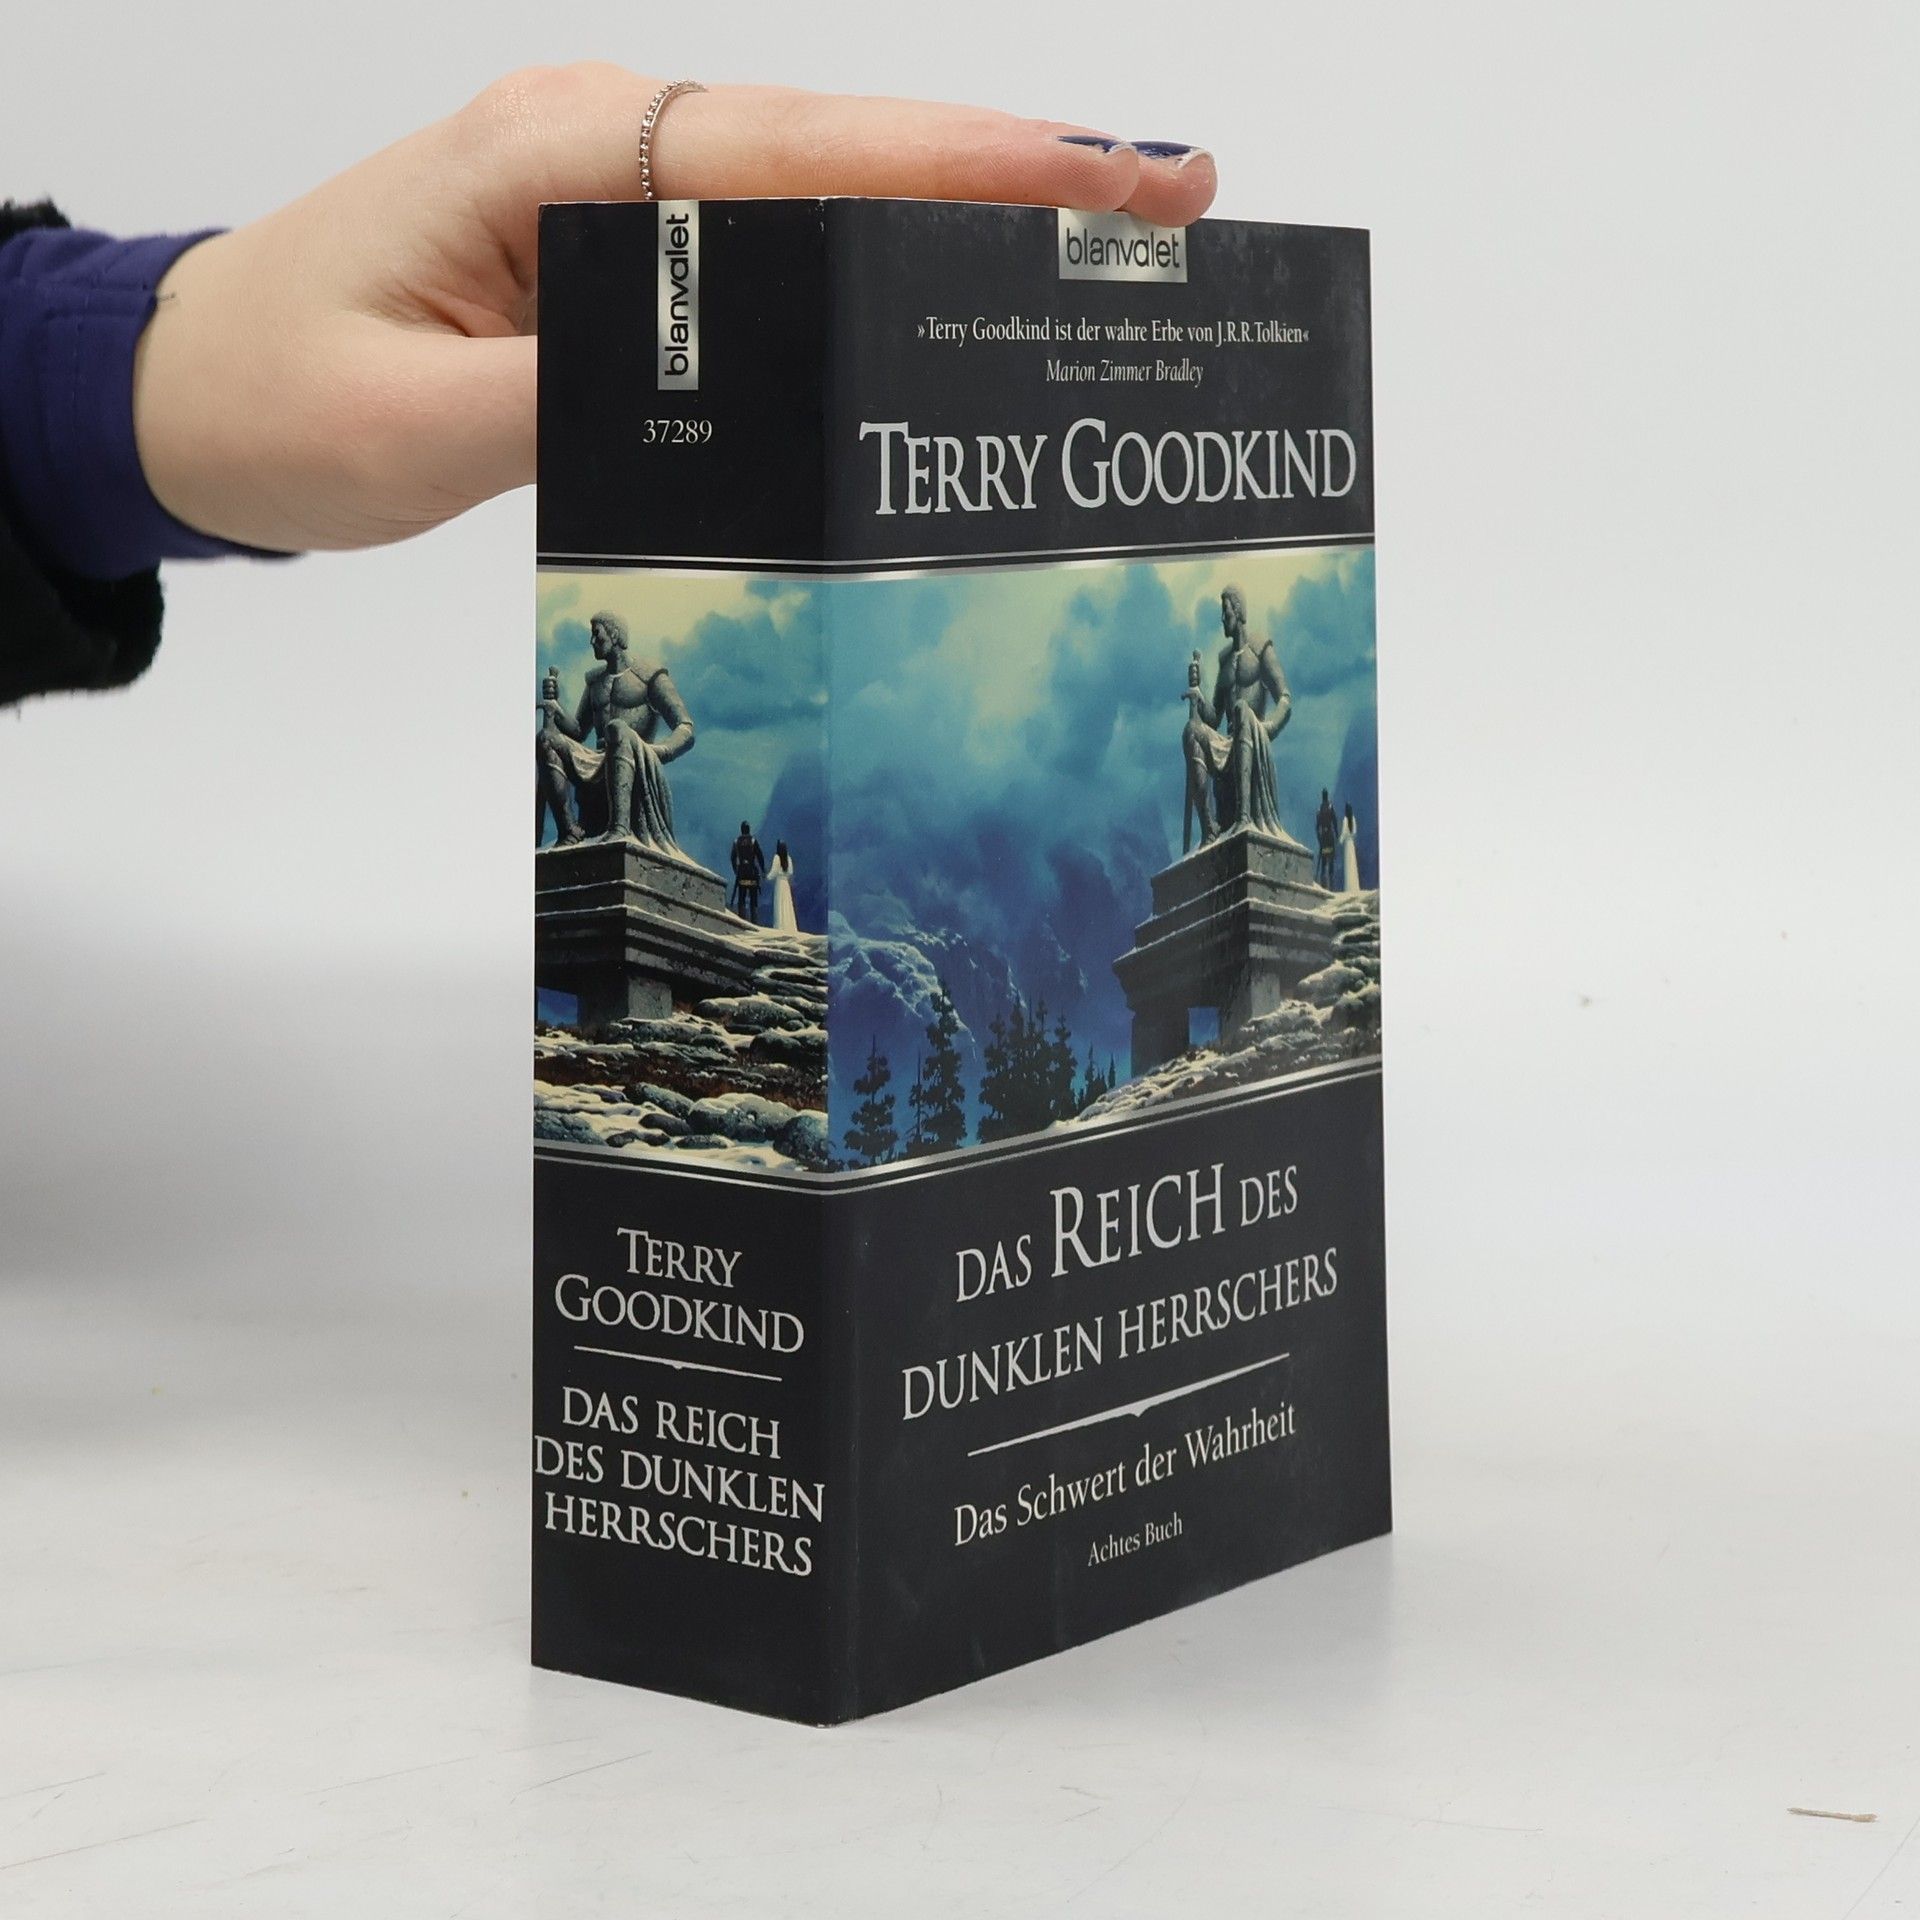 blanvalet
37289
TERRY
GOODKIND
DAS REICH
DES DUNKLEN
HERRSCHERS
blanvalet
»Terry Goodkind ist der wahre Erbe von J.R.R.Tolkien«
Marion Zimmer Bradley
TERRY GOODKIND
DAS REICH DES
DUNKLEN HERRSCHERS
Das Schwert der Wahrheit
Achtes Buch